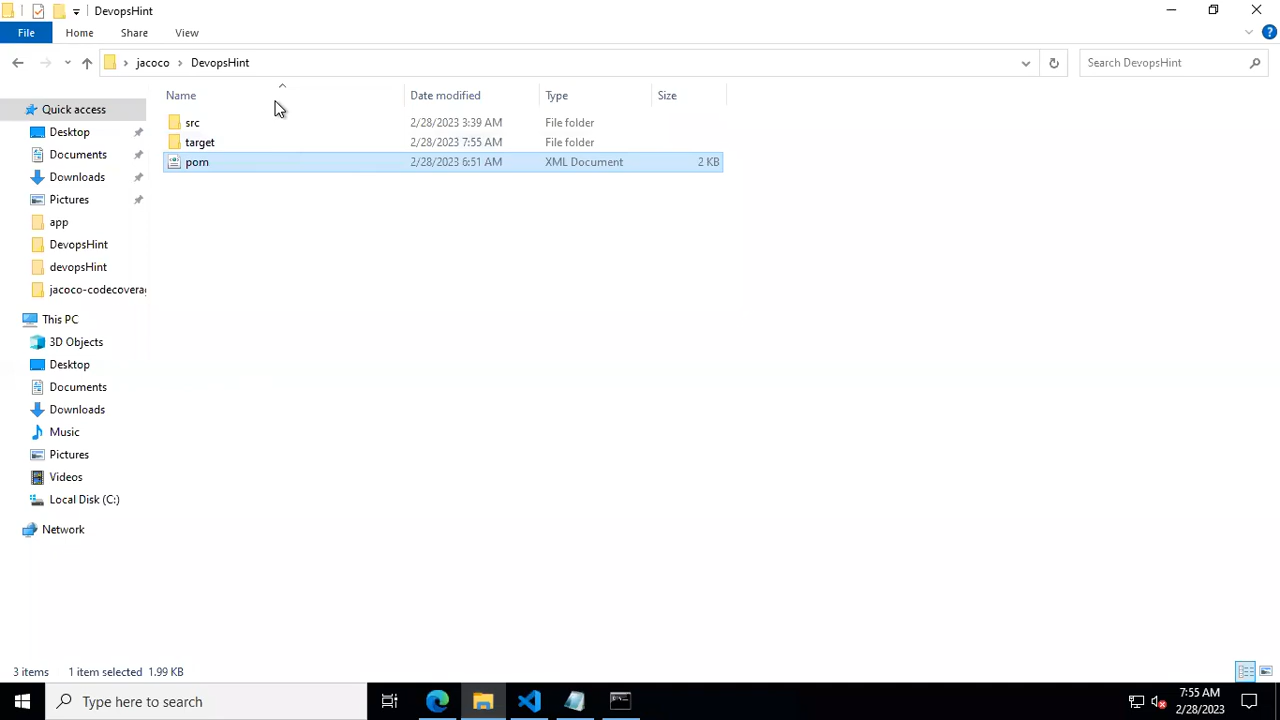 DevopsHint
File
Home
Share
View
jacoco
DevopsHint
Search DevopsHint
Name
Date modified
Type
Size
src
2/28/2023 3:39 AM
File folder
target
2/28/2023 7:55 AM
File folder
pom
2/28/2023 6:51 AM
XML Document
2 KB
Quick access
Desktop
Documents
Downloads
Pictures
app
DevopsHint
devopsHint
jacoco-codecoverag
This PC
3D Objects
Desktop
Documents
Downloads
Music
Pictures
Videos
Local Disk (C:)
Network
3 items
1 item selected 1.99 KB
Type here to search
7:55 AM
2/28/2023